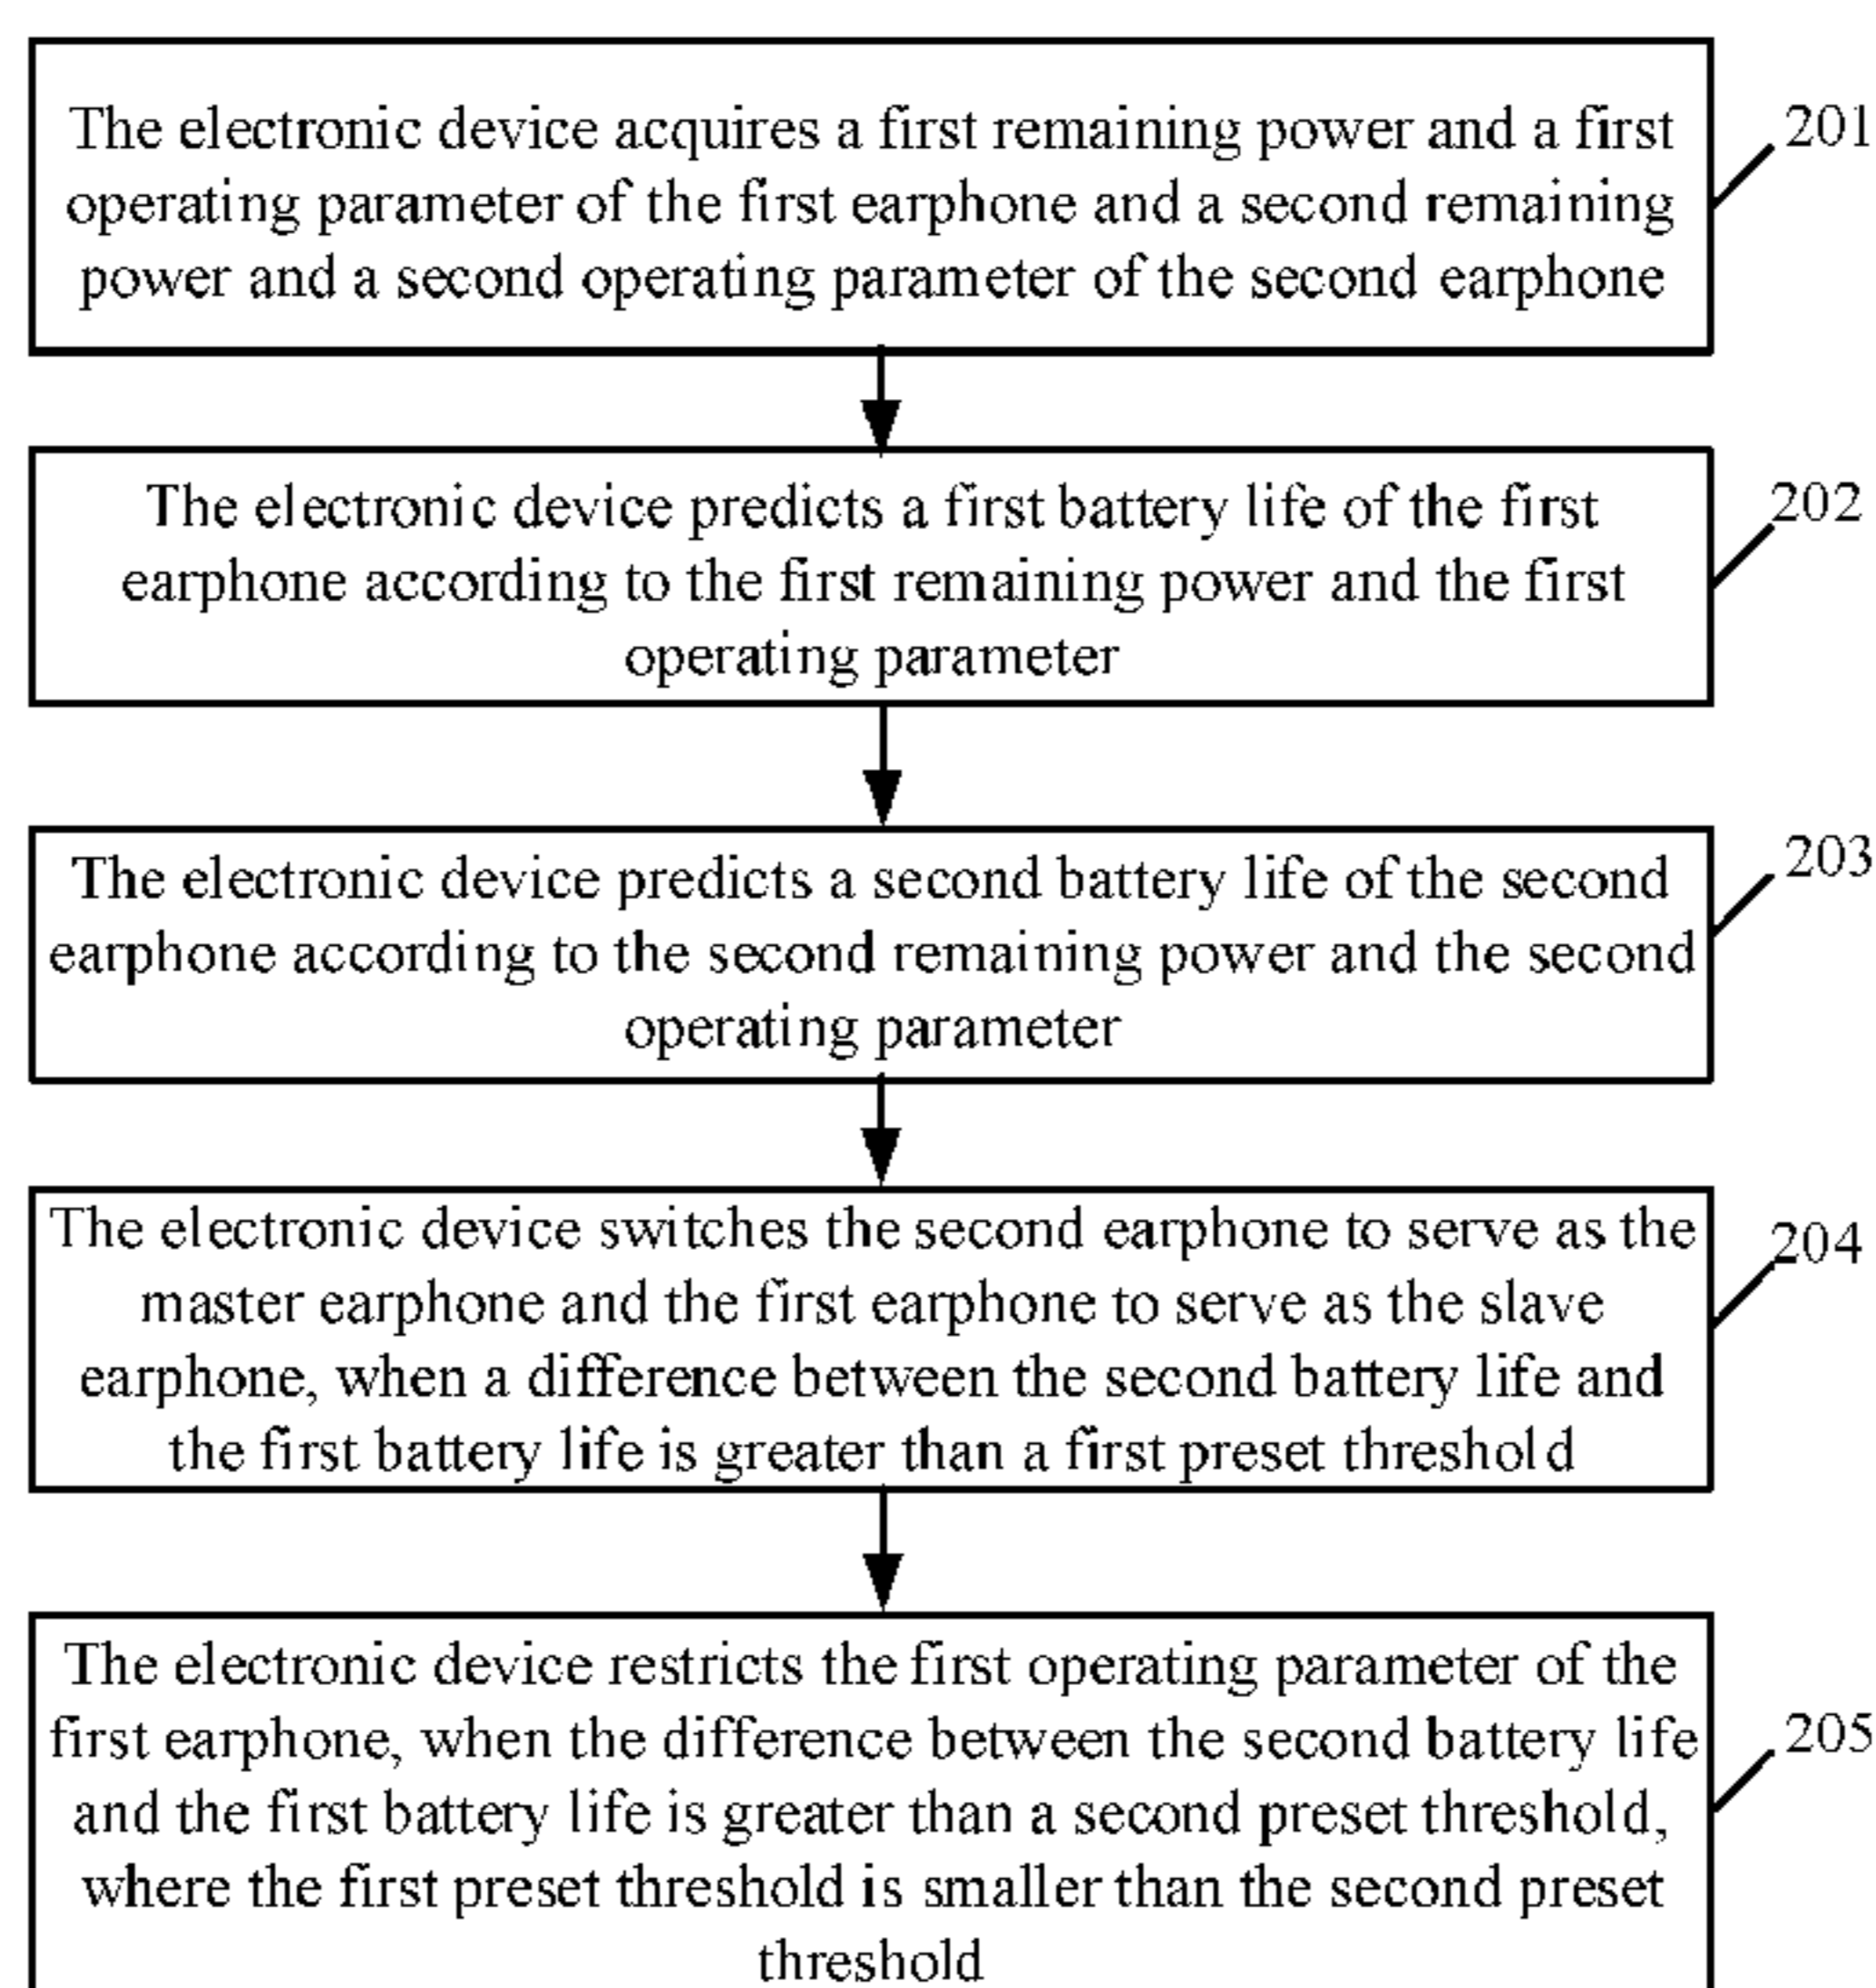 The electronic device acquires a first remaining power and a first
operating parameter of the first earphone and a second remaining
power and a second operating parameter of the second earphone
201
The electronic device predicts a first battery life of the first
earphone according to the first remaining power and the first
operating parameter
202
The electronic device predicts a second battery life of the second
earphone according to the second remaining power and the second
operating parameter
203
The electronic device switches the second earphone to serve as the
master earphone and the first earphone to serve as the slave
earphone, when a difference between the second battery life and
the first battery life is greater than a first preset threshold
204
The electronic device restricts the first operating parameter of the
first earphone, when the difference between the second battery life
and the first battery life is greater than a second preset threshold,
where the first preset threshold is smaller than the second preset
threshold
205